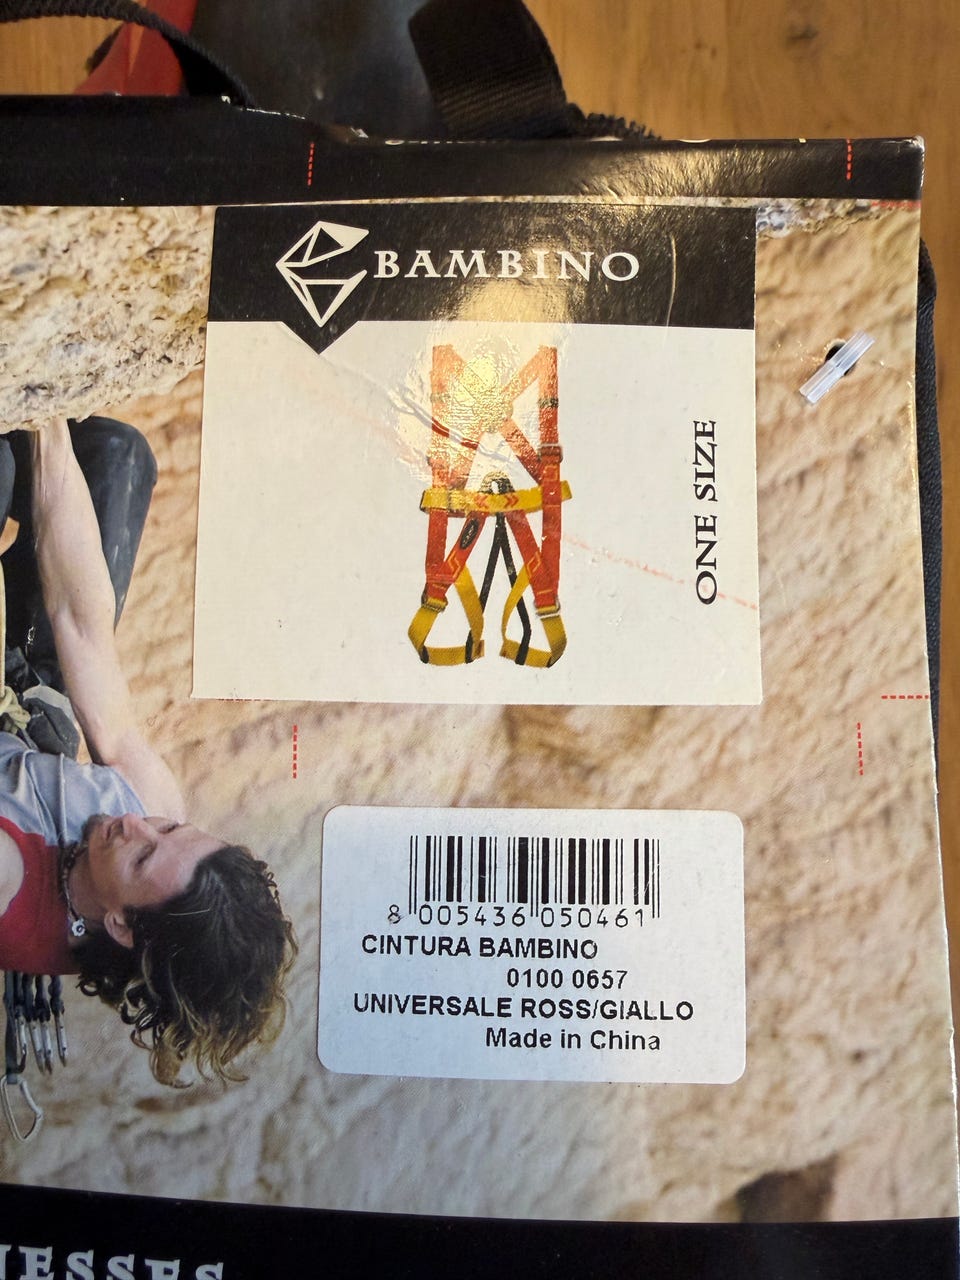 BAMBINO
ONE SIZE
8 005436 050461
CINTURA BAMBINO
0100 0657
UNIVERSALE ROSS/GIALLO
Made in China